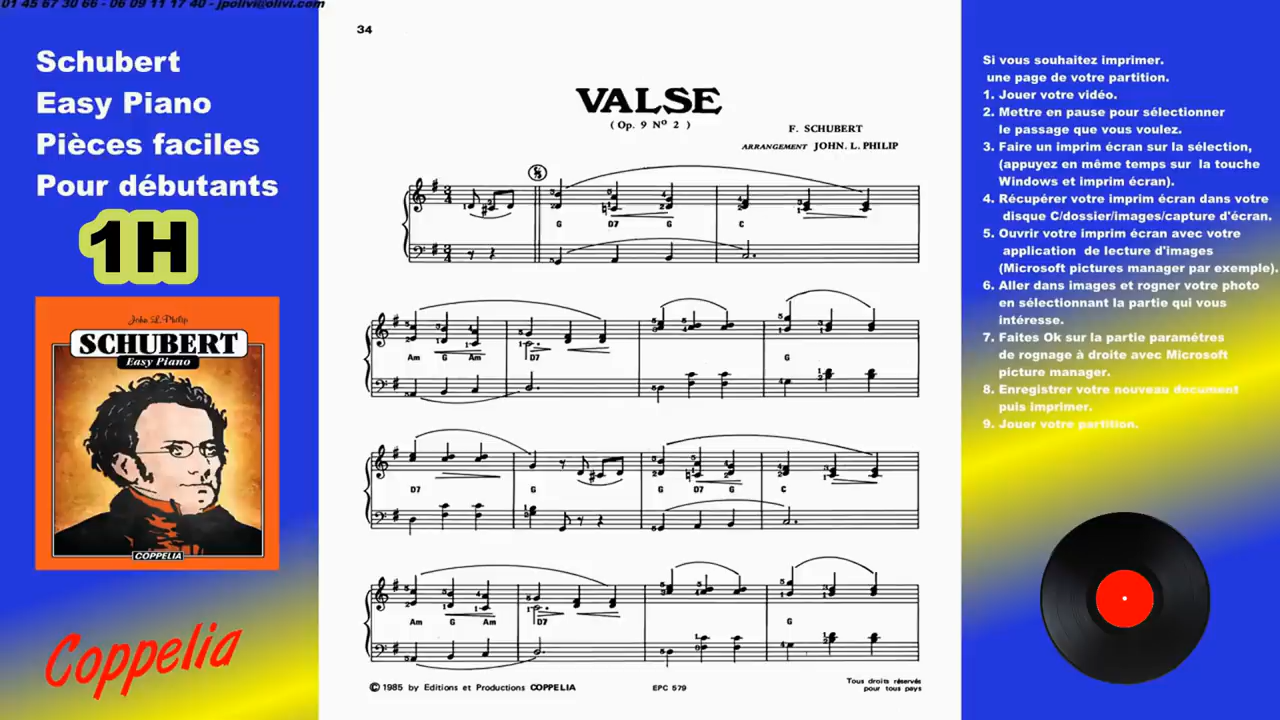 01 45 67 30 66 - 06 09 11 17 40 - jpolivi@olivi.com
Schubert
Easy Piano
Pièces faciles
Pour débutants
1H
John L. Philip
SCHUBERT
Easy Piano
COPPELIA
Coppelia
34
VALSE
( Op. 9 Nº 2 )
F. SCHUBERT
ARRANGEMENT JOHN. L. PHILIP
G D7 G C
Am G Am D7 G
D7 G G D7 G C
Am G Am D7 G
© 1985 by Editions et Productions COPPELIA
EPC 579
Tous droits réservés
pour tous pays
Si vous souhaitez imprimer.
une page de votre partition.
1. Jouer votre vidéo.
2. Mettre en pause pour sélectionner
le passage que vous voulez.
3. Faire un imprim écran sur la sélection,
(appuyez en même temps sur la touche
Windows et imprim écran).
4. Récupérer votre imprim écran dans votre
disque C/dossier/images/capture d'écran.
5. Ouvrir votre imprim écran avec votre
application de lecture d'images
(Microsoft pictures manager par exemple).
6. Aller dans images et rogner votre photo
en sélectionnant la partie qui vous
intéresse.
7. Faites Ok sur la partie paramétres
de rognage à droite avec Microsoft
picture manager.
8. Enregistrer votre nouveau document
puis imprimer.
9. Jouer votre partition.